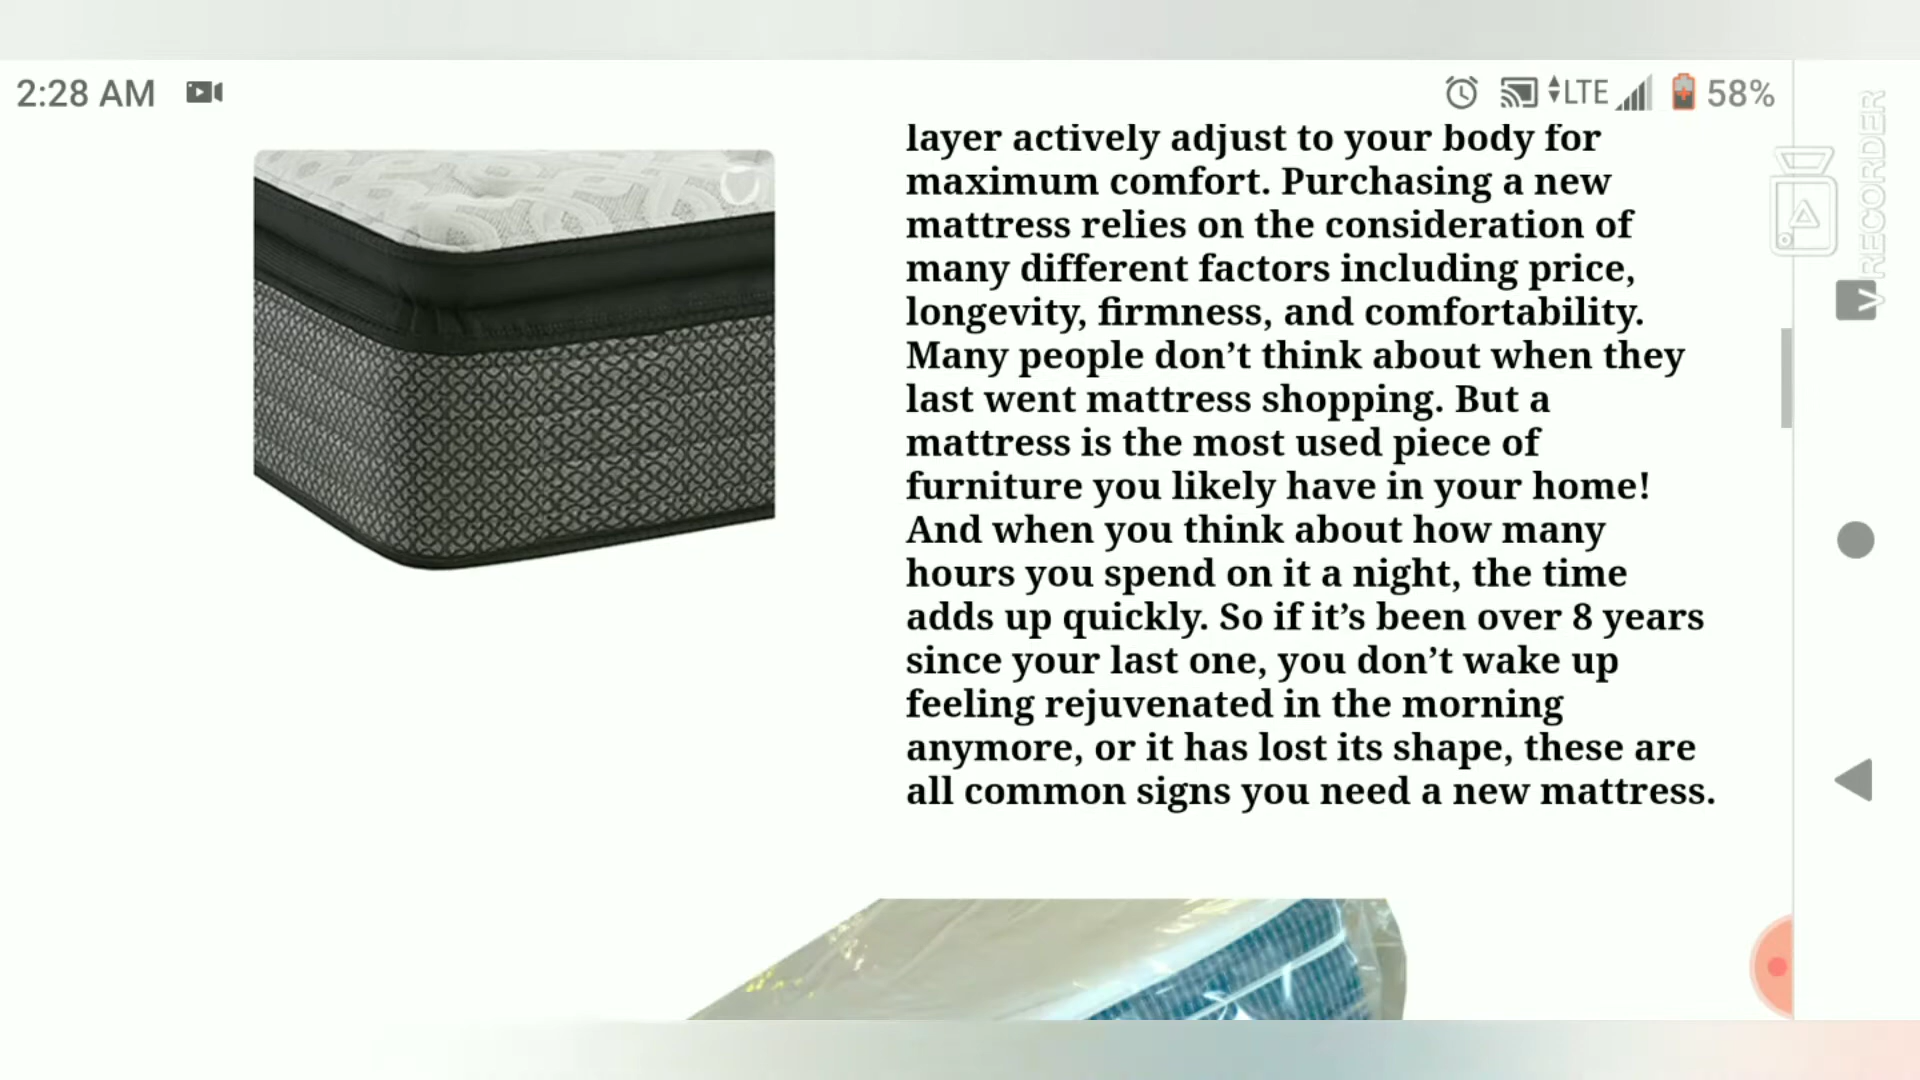 2:28 AM
LTE 58%
layer actively adjust to your body for
maximum comfort. Purchasing a new
mattress relies on the consideration of
many different factors including price,
longevity, firmness, and comfortability.
Many people don’t think about when they
last went mattress shopping. But a
mattress is the most used piece of
furniture you likely have in your home!
And when you think about how many
hours you spend on it a night, the time
adds up quickly. So if it’s been over 8 years
since your last one, you don’t wake up
feeling rejuvenated in the morning
anymore, or it has lost its shape, these are
all common signs you need a new mattress.
V RECORDER